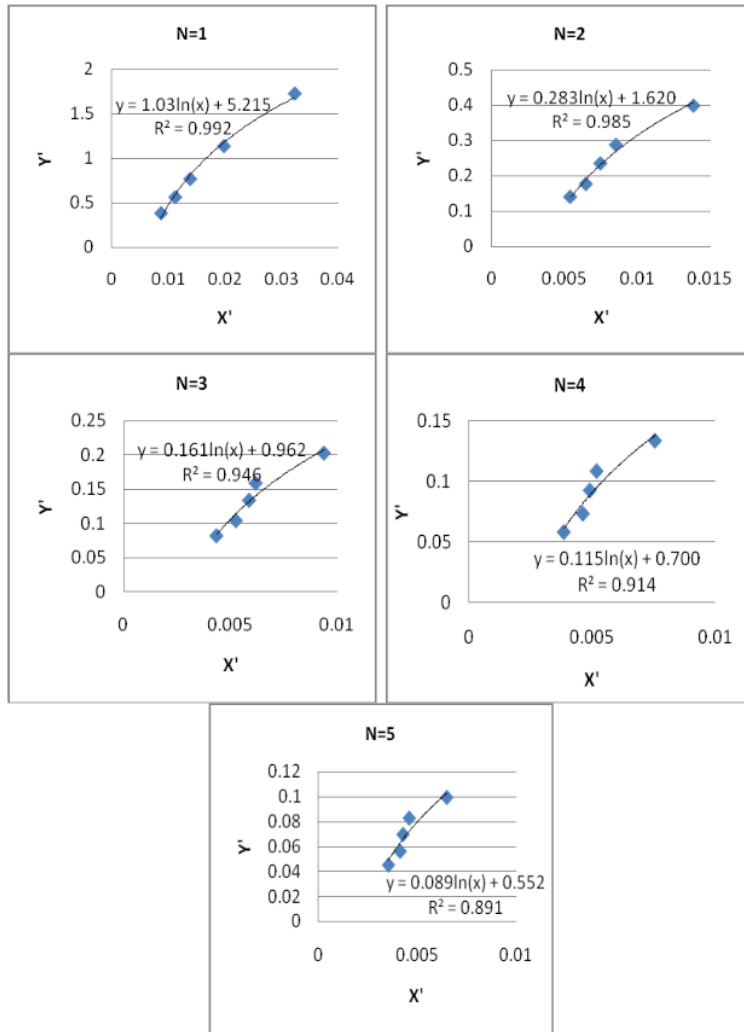 N=1
2
1.5
1
0.5
0
y = 1.03ln(x) + 5.215
R² = 0.992
Y'
0 0.01 0.02 0.03 0.04
X'
N=2
0.5
0.4
0.3
0.2
0.1
0
y = 0.283ln(x) + 1.620
R² = 0.985
Y'
0 0.005 0.01 0.015
X'
N=3
0.25
0.2
0.15
0.1
0.05
0
y = 0.161ln(x) + 0.962
R² = 0.946
Y'
0 0.005 0.01
X'
N=4
0.15
0.1
0.05
0
y = 0.115ln(x) + 0.700
R² = 0.914
Y'
0 0.005 0.01
X'
N=5
0.12
0.1
0.08
0.06
0.04
0.02
0
y = 0.089ln(x) + 0.552
R² = 0.891
Y'
0 0.005 0.01
X'